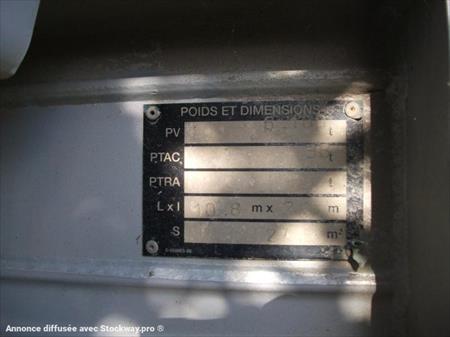 POIDS ET DIMENSIONS
PV t
PTAC t
PTRA t
L x l 10.8 m x m
S m²
Annonce diffusée avec Stockway.pro ®